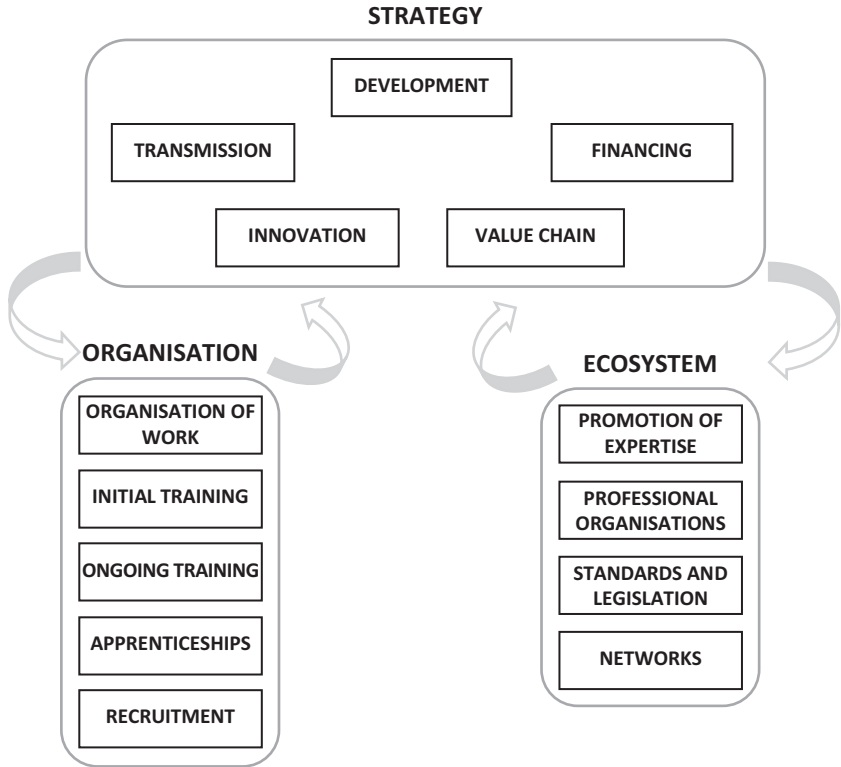 STRATEGY
DEVELOPMENT
TRANSMISSION
FINANCING
INNOVATION
VALUE CHAIN
ORGANISATION
ORGANISATION OF
WORK
INITIAL TRAINING
ONGOING TRAINING
APPRENTICESHIPS
RECRUITMENT
ECOSYSTEM
PROMOTION OF
EXPERTISE
PROFESSIONAL
ORGANISATIONS
STANDARDS AND
LEGISLATION
NETWORKS